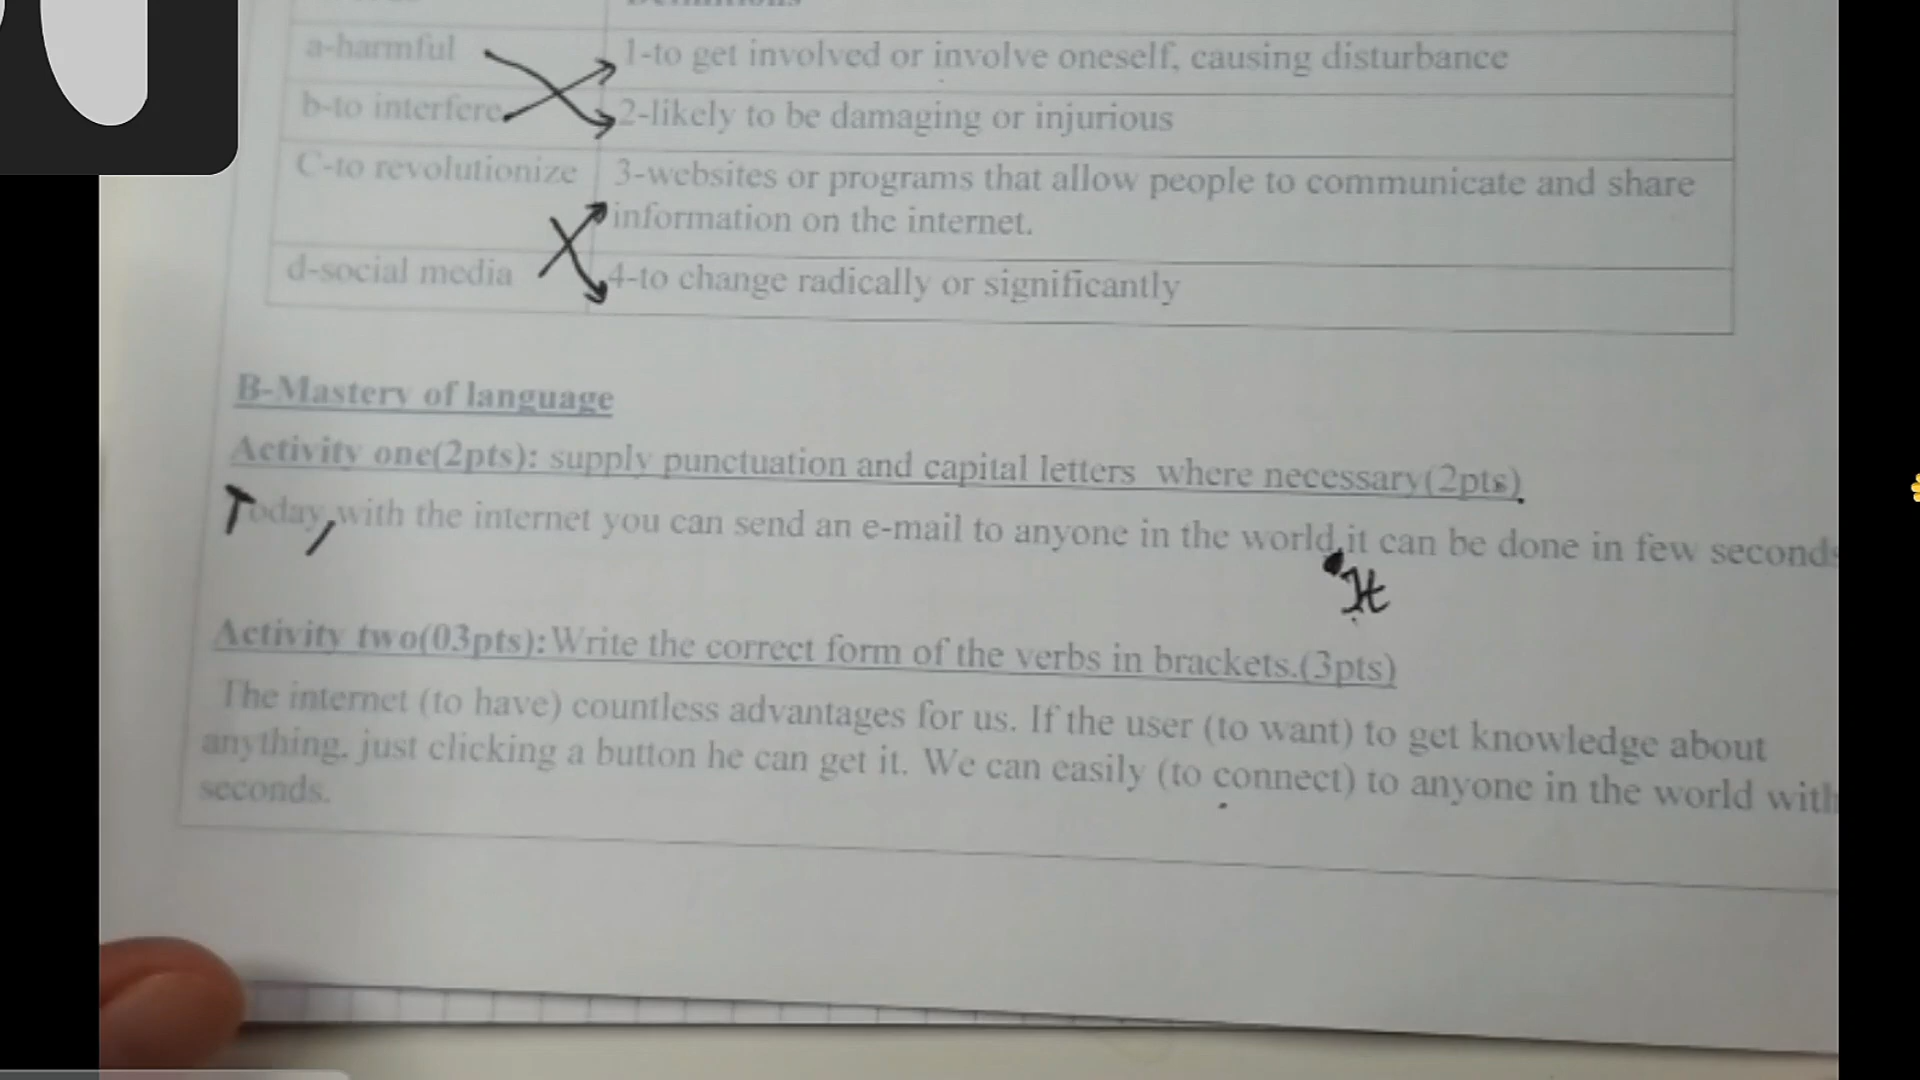 a-harmful
1-to get involved or involve oneself, causing disturbance
b-to interfere
2-likely to be damaging or injurious
C-to revolutionize
3-websites or programs that allow people to communicate and share
information on the internet.
d-social media
4-to change radically or significantly
B-Mastery of language
Activity one(2pts): supply punctuation and capital letters where necessary(2pts).
Today, with the internet you can send an e-mail to anyone in the world. it can be done in few seconds
It
Activity two(03pts):Write the correct form of the verbs in brackets.(3pts)
The internet (to have) countless advantages for us. If the user (to want) to get knowledge about
anything. just clicking a button he can get it. We can easily (to connect) to anyone in the world with
seconds.